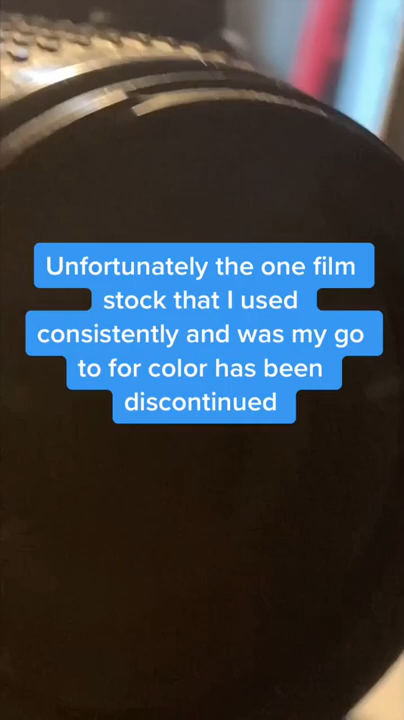 Unfortunately the one film
stock that I used
consistently and was my go
to for color has been
discontinued